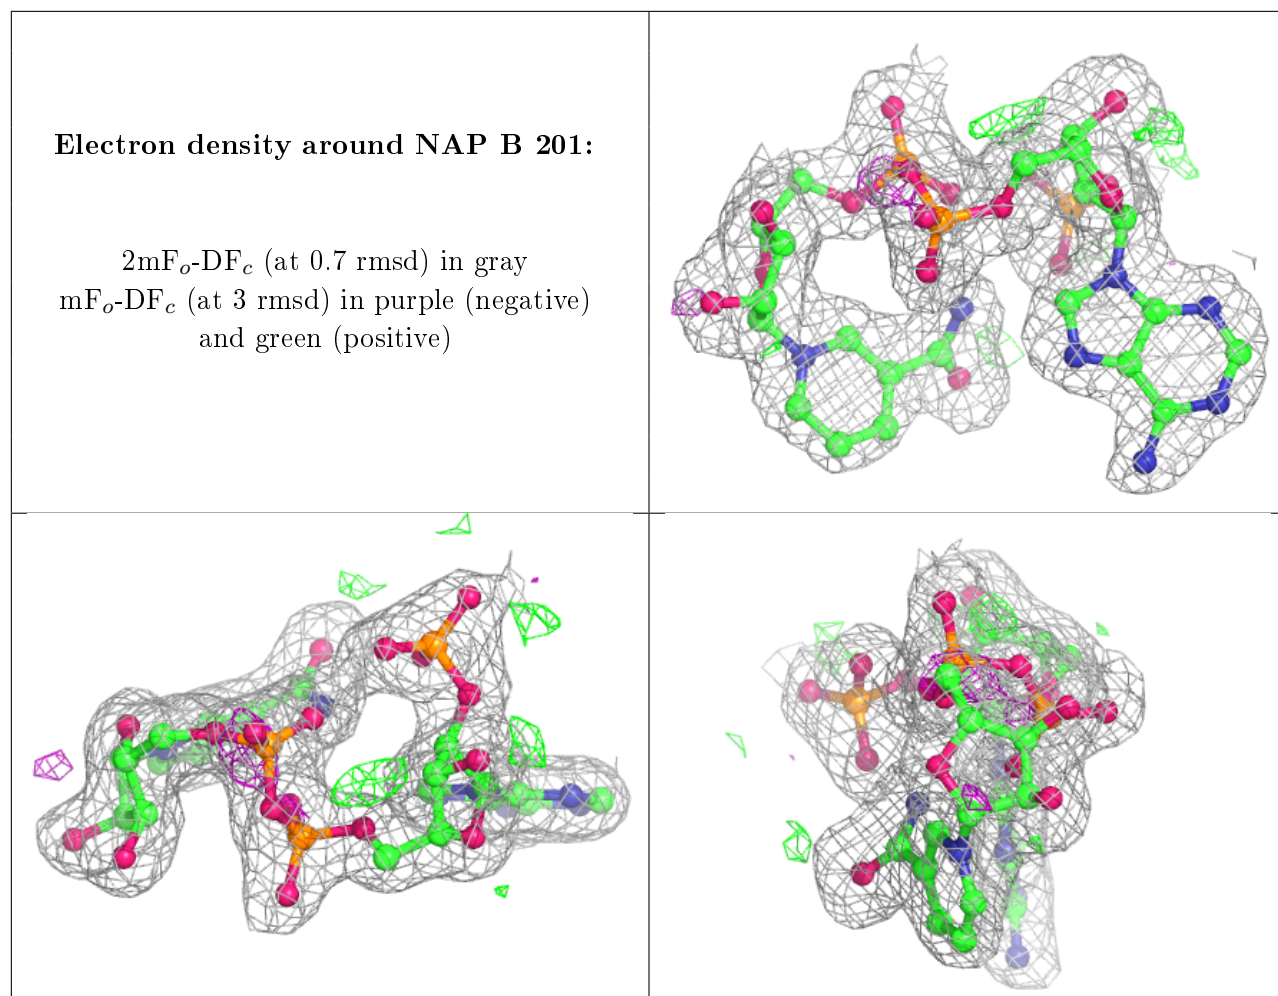 Electron density around NAP B 201:
2mFo-DFc (at 0.7 rmsd) in gray
mFo-DFc (at 3 rmsd) in purple (negative)
and green (positive)